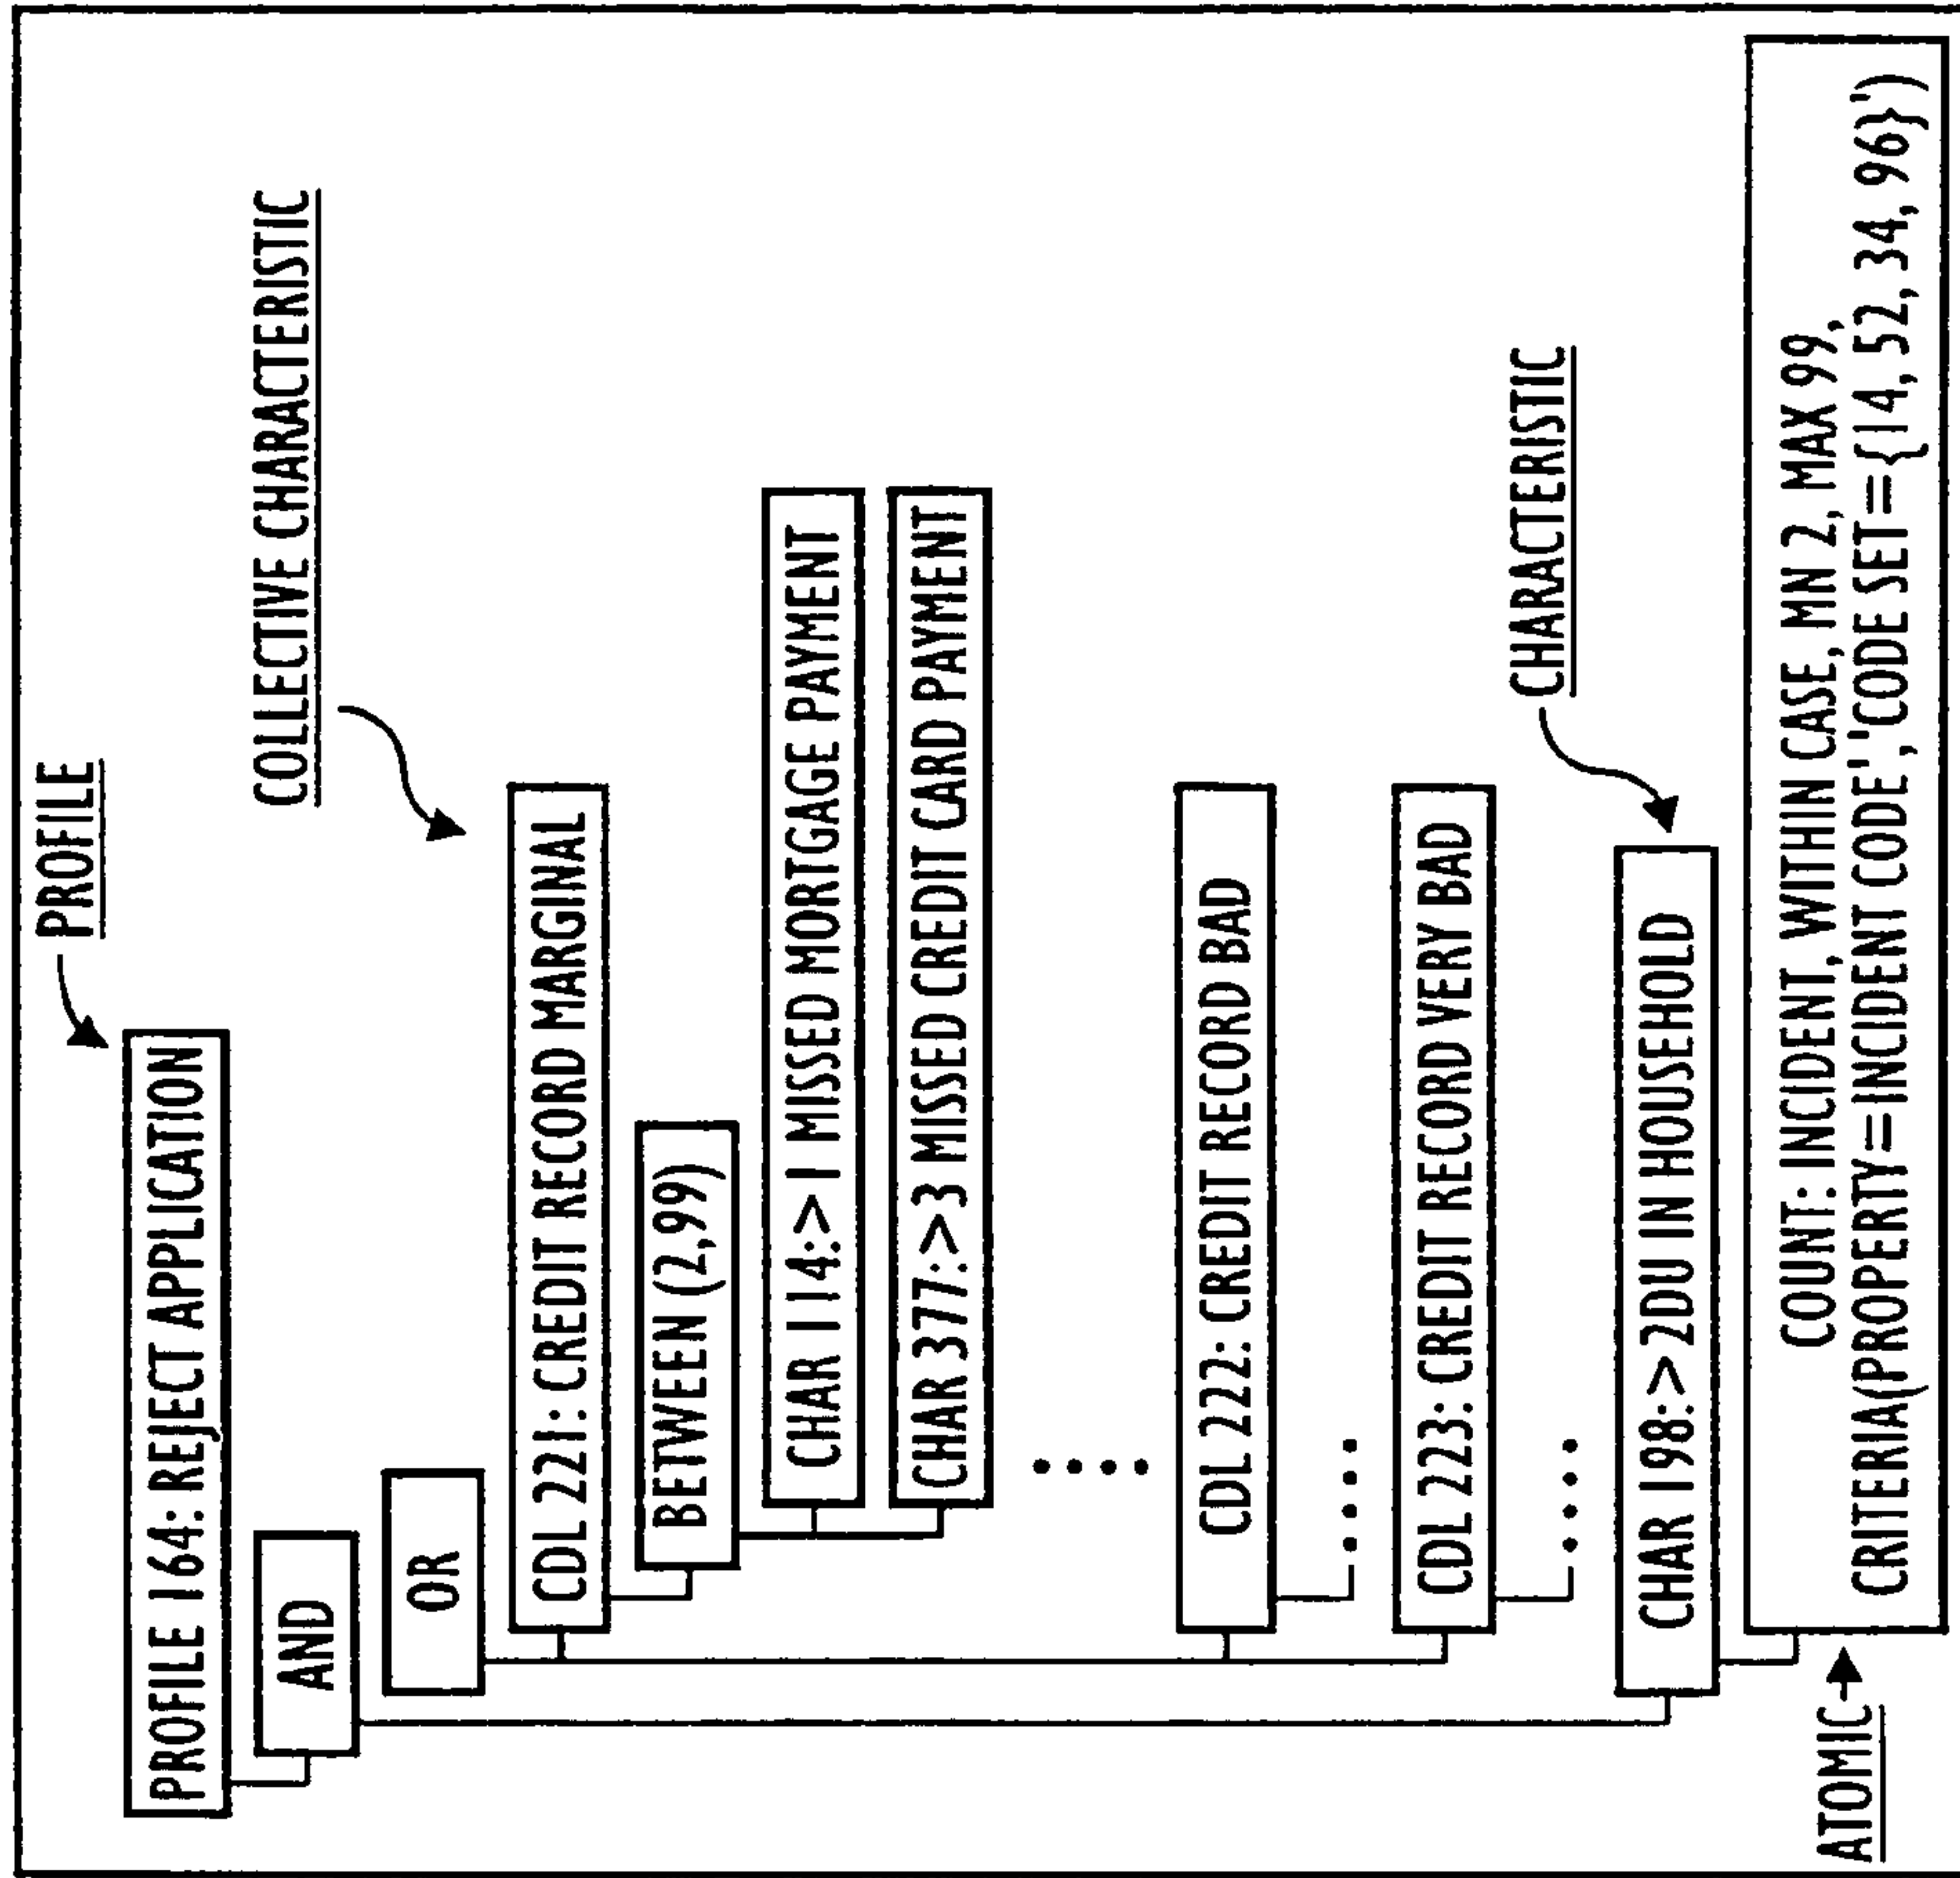 PROFILE
PROFILE 164: REJECT APPLICATION
COLLECTIVE CHARACTERISTIC
AND
OR
CDL 221: CREDIT RECORD MARGINAL
BETWEEN (2,99)
CHAR 114:>1 MISSED MORTGAGE PAYMENT
CHAR 377:>3 MISSED CREDIT CARD PAYMENT
CDL 222: CREDIT RECORD BAD
CDL 223: CREDIT RECORD VERY BAD
CHARACTERISTIC
CHAR 198:> 2DU IN HOUSEHOLD
ATOMIC
COUNT: INCIDENT, WITHIN CASE, MN 2, MAX 99,
CRITERIA(PROPERTY=INCIDENT CODE','CODE SET={14, 52, 34, 96}')